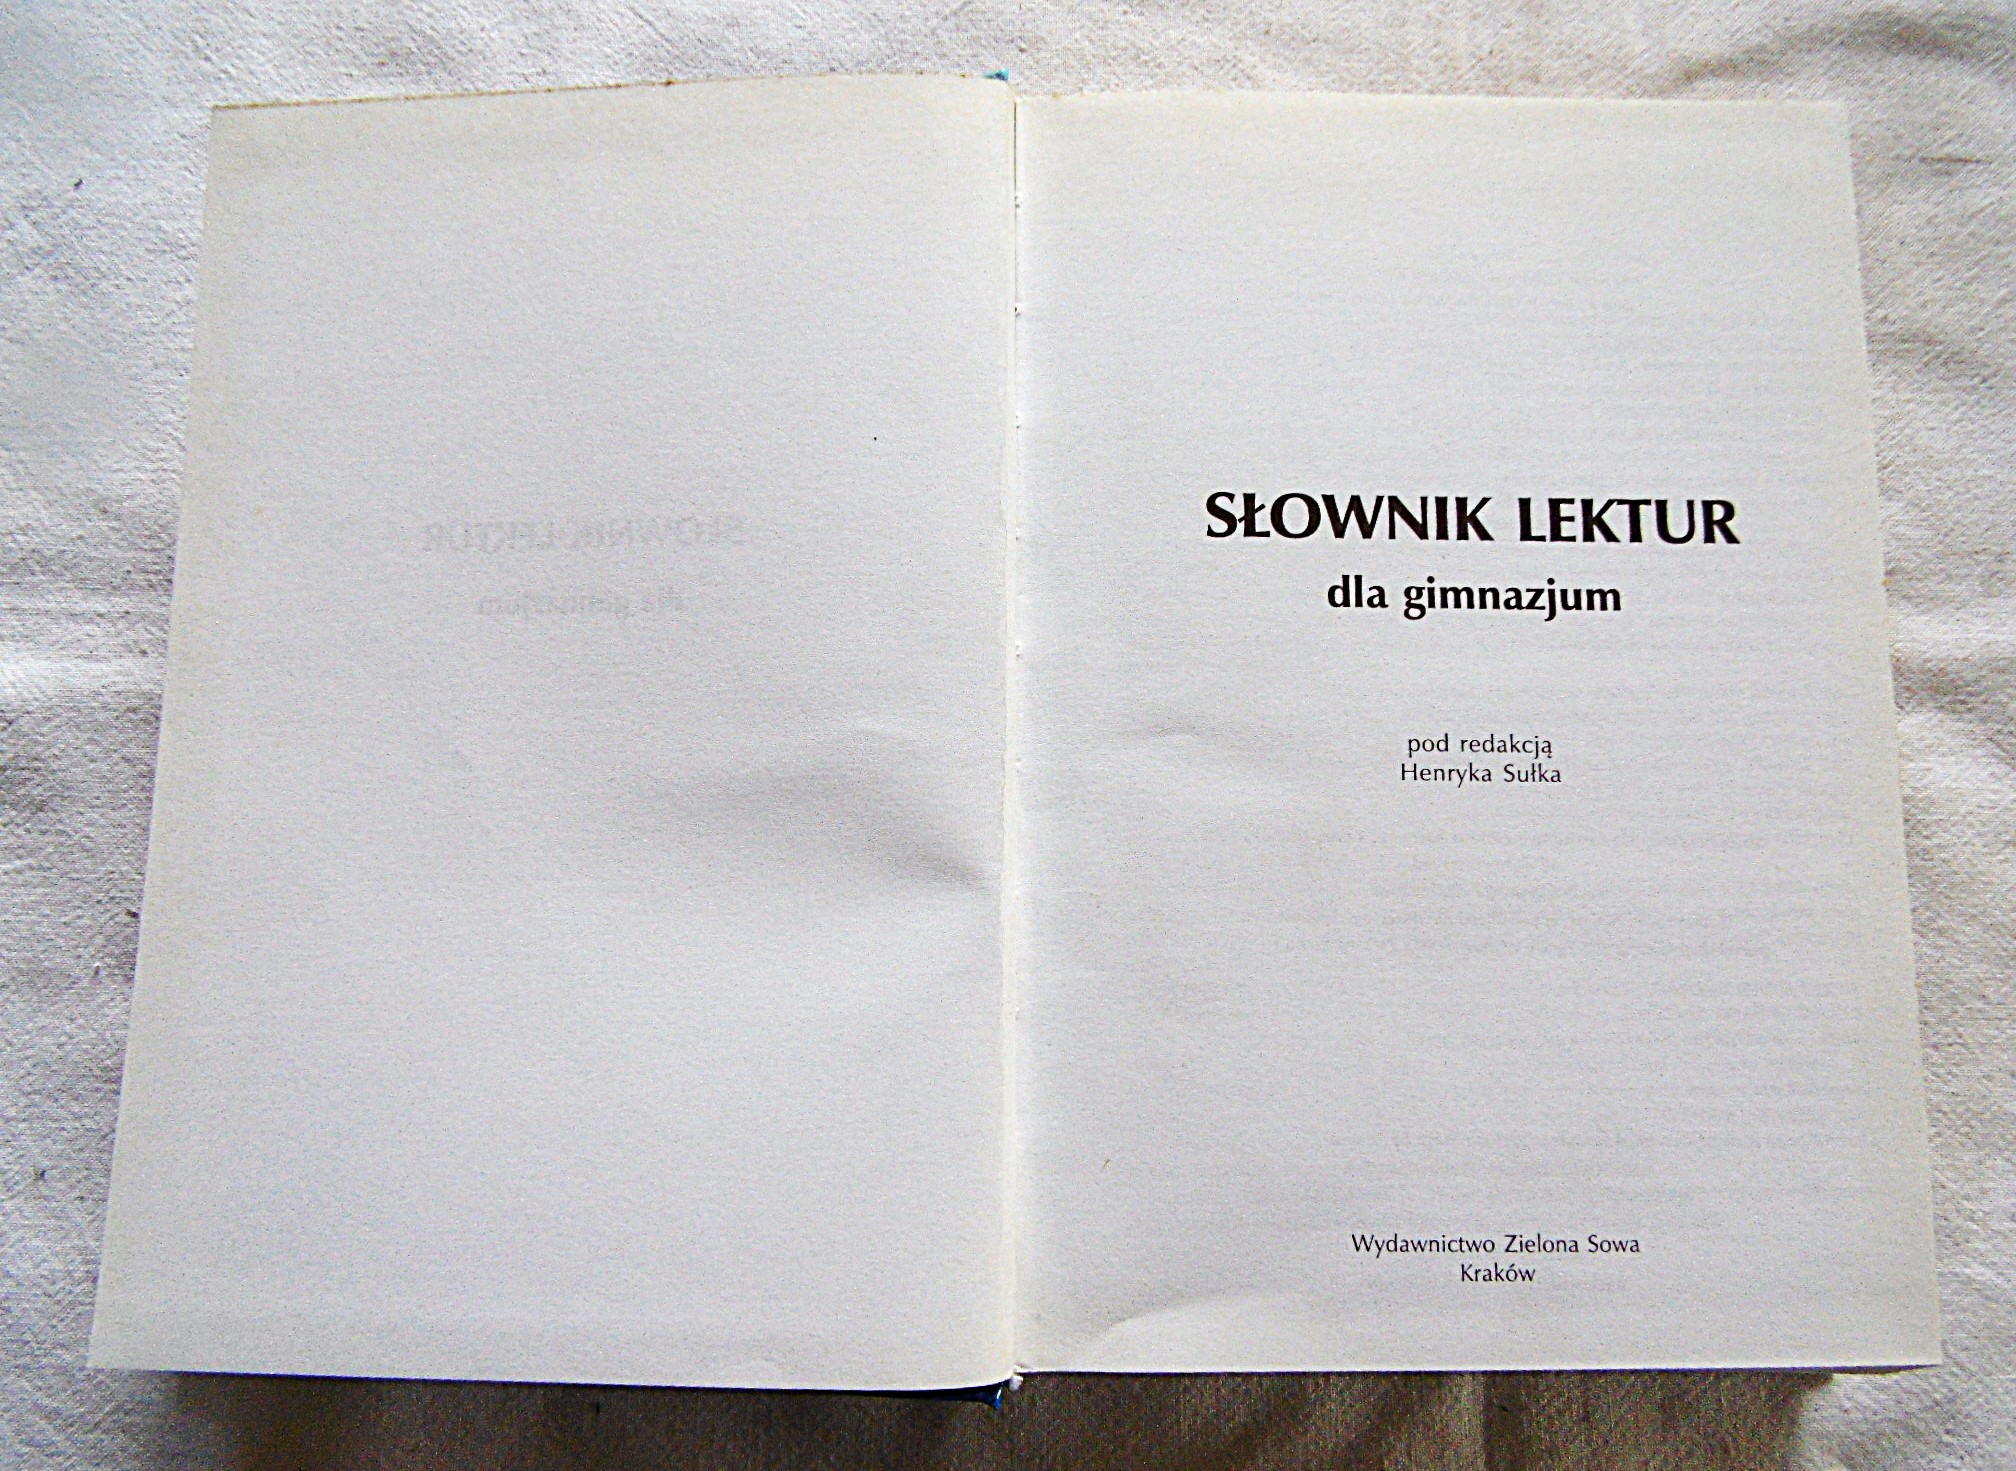 SŁOWNIK LEKTUR
dla gimnazjum
pod redakcją
Henryka Sułka
Wydawnictwo Zielona Sowa
Kraków